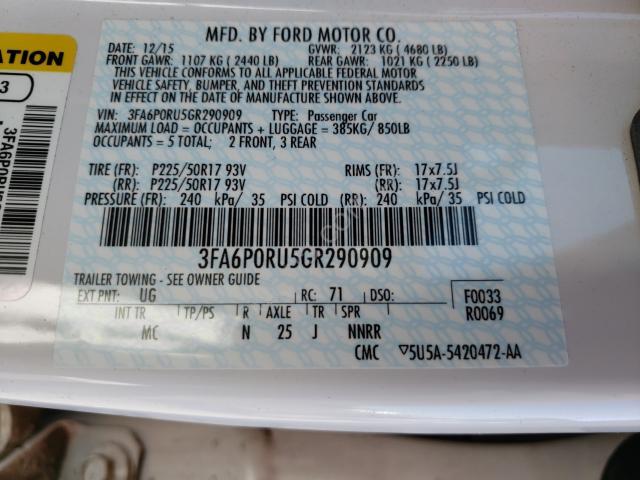 MFD. BY FORD MOTOR CO.
DATE: 12/15 GVWR: 2123 KG (4680 LB)
FRONT GAWR: 1107 KG (2440 LB) REAR GAWR: 1021 KG (2250 LB)
THIS VEHICLE CONFORMS TO ALL APPLICABLE FEDERAL MOTOR
VEHICLE SAFETY, BUMPER, AND THEFT PREVENTION STANDARDS
IN EFFECT ON THE DATE OF MANUFACTURE SHOWN ABOVE.
VIN: 3FA6P0RU5GR290909 TYPE: Passenger Car
MAXIMUM LOAD = OCCUPANTS + LUGGAGE = 385KG/ 850LB
OCCUPANTS = 5 TOTAL; 2 FRONT, 3 REAR
TIRE (FR): P225/50R17 93V RIMS (FR): 17x7.5J
(RR): P225/50R17 93V (RR): 17x7.5J
PRESSURE (FR): 240 kPa/ 35 PSI COLD (RR): 240 kPa/ 35 PSI COLD
3FA6P0RU5GR290909
TRAILER TOWING - SEE OWNER GUIDE
EXT PNT: UG RC: 71 DSO: F0033
INT TR TP/PS R AXLE TR SPR R0069
MC N 25 J NNRR
CMC ▽5U5A-5420472-AA
ATION
3